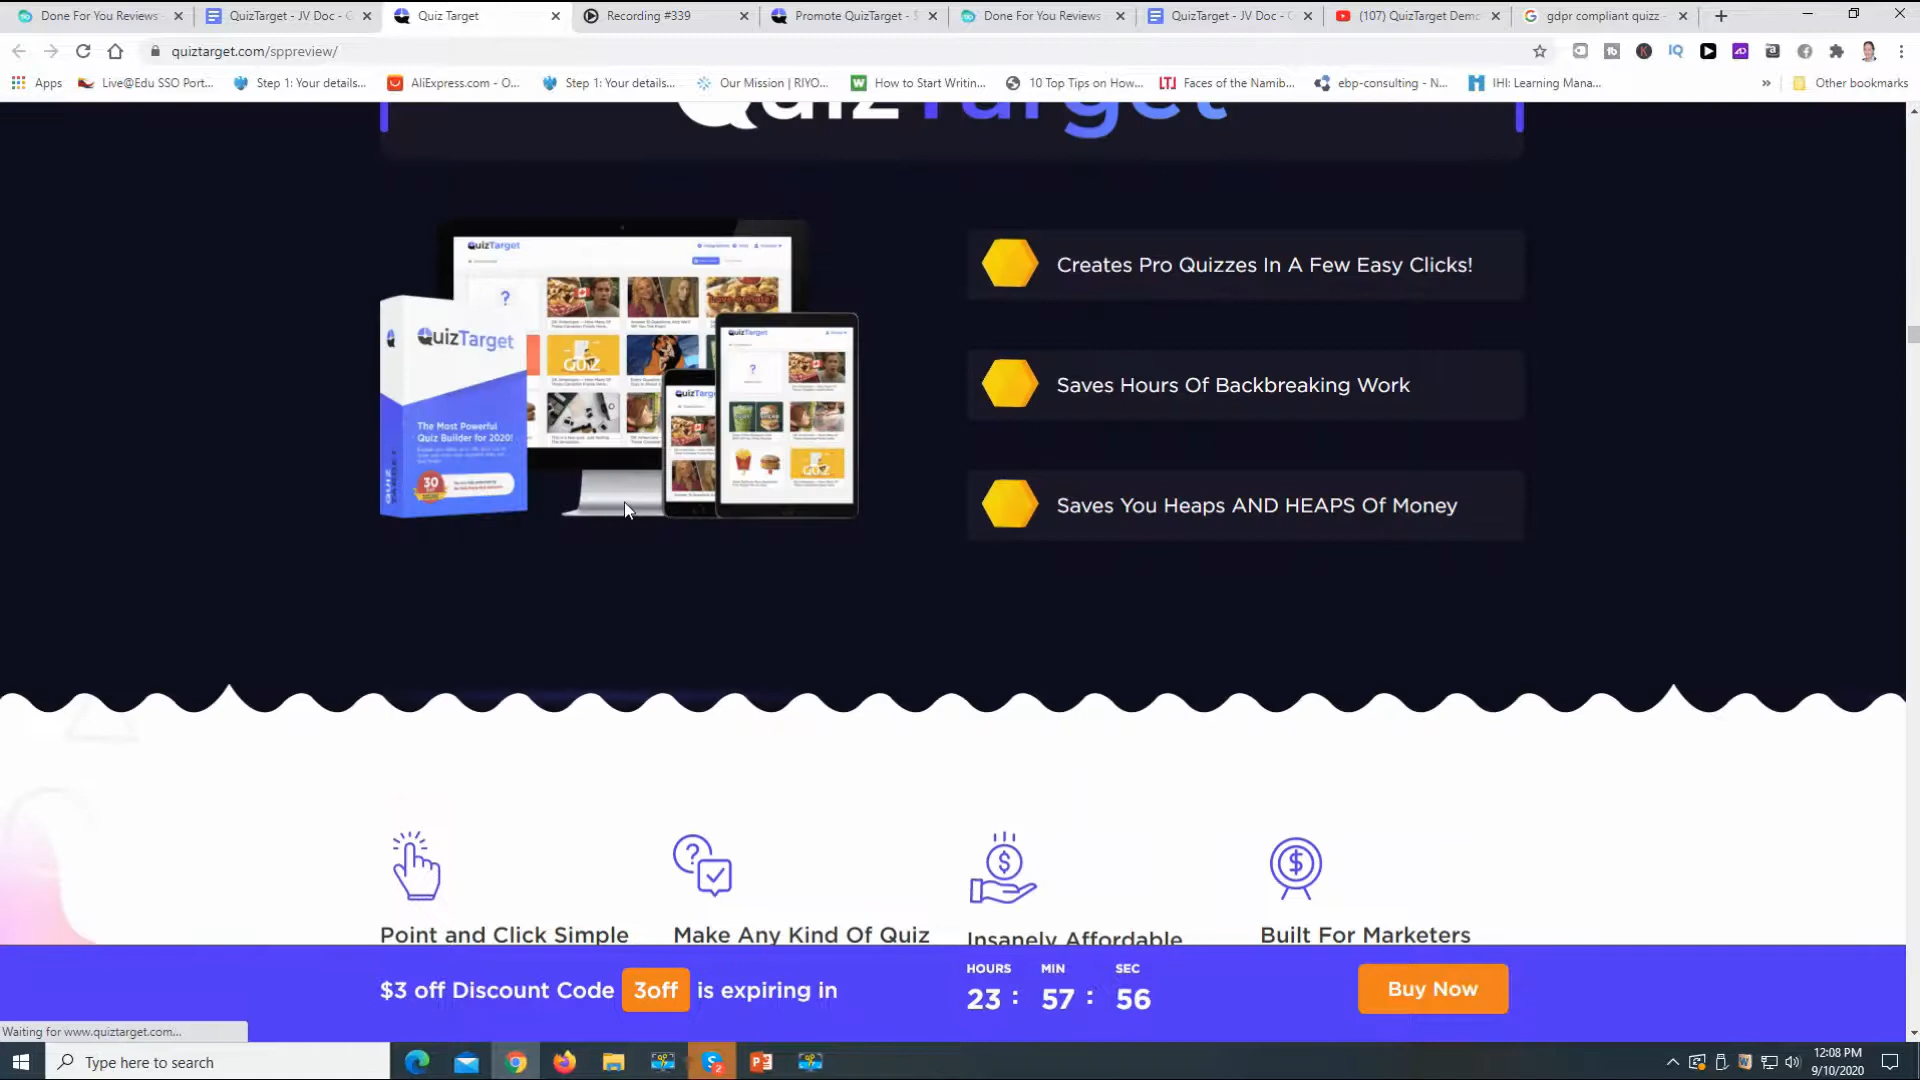 Done For You Reviews
QuizTarget - JV Doc - G
Quiz Target
Recording #339
Promote QuizTarget - S
Done For You Reviews
QuizTarget - JV Doc - G
(107) QuizTarget Demo
gdpr compliant quizz -
quiztarget.com/sppreview/
Apps
Live@Edu SSO Port...
Step 1: Your details...
AliExpress.com - O...
Step 1: Your details...
Our Mission | RIYO...
How to Start Writin...
10 Top Tips on How...
Faces of the Namib...
ebp-consulting - N...
IHI: Learning Mana...
Other bookmarks
QuizTarget
Creates Pro Quizzes In A Few Easy Clicks!
Saves Hours Of Backbreaking Work
Saves You Heaps AND HEAPS Of Money
QuizTarget
QuizTarget
The Most Powerful
Quiz Builder for 2020!
30
QUIZ
Point and Click Simple
Make Any Kind Of Quiz
Insanely Affordable
Built For Marketers
$3 off Discount Code 3off is expiring in
HOURS MIN SEC
23 : 57 : 56
Buy Now
Waiting for www.quiztarget.com...
Type here to search
12:08 PM
9/10/2020